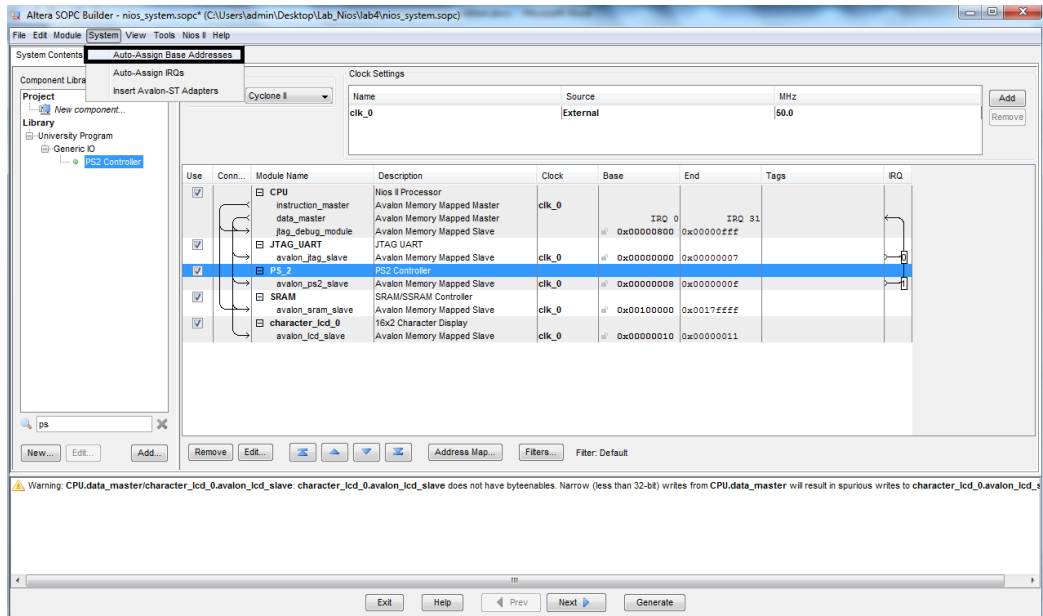 Altera SOPC Builder - nios_system.sopc* (C:\Users\admin\Desktop\Lab_Nios\lab4\nios_system.sopc)
File Edit Module System View Tools Nios II Help
System Contents
Auto-Assign Base Addresses
Auto-Assign IRQs
Insert Avalon-ST Adapters
Component Libra
Project
New component...
Library
University Program
Generic IO
PS2 Controller
Cyclone II
Clock Settings
Name Source MHz
clk_0 External 50.0
Add
Remove
Use Conn... Module Name Description Clock Base End Tags IRQ
CPU Nios II Processor
instruction_master Avalon Memory Mapped Master clk_0
data_master Avalon Memory Mapped Master IRQ 0 IRQ 31
jtag_debug_module Avalon Memory Mapped Slave 0x00000800 0x00000fff
JTAG_UART JTAG UART
avalon_jtag_slave Avalon Memory Mapped Slave clk_0 0x00000000 0x00000007 0
PS_2 PS2 Controller
avalon_ps2_slave Avalon Memory Mapped Slave clk_0 0x00000008 0x0000000f 1
SRAM SRAM/SSRAM Controller
avalon_sram_slave Avalon Memory Mapped Slave clk_0 0x00100000 0x0017ffff
character_lcd_0 16x2 Character Display
avalon_lcd_slave Avalon Memory Mapped Slave clk_0 0x00000010 0x00000011
ps
New... Edit... Add...
Remove Edit... Address Map... Filters... Filter: Default
Warning: CPU.data_master/character_lcd_0.avalon_lcd_slave: character_lcd_0.avalon_lcd_slave does not have byteenables. Narrow (less than 32-bit) writes from CPU.data_master will result in spurious writes to character_lcd_0.avalon_lcd_s
Exit Help Prev Next Generate